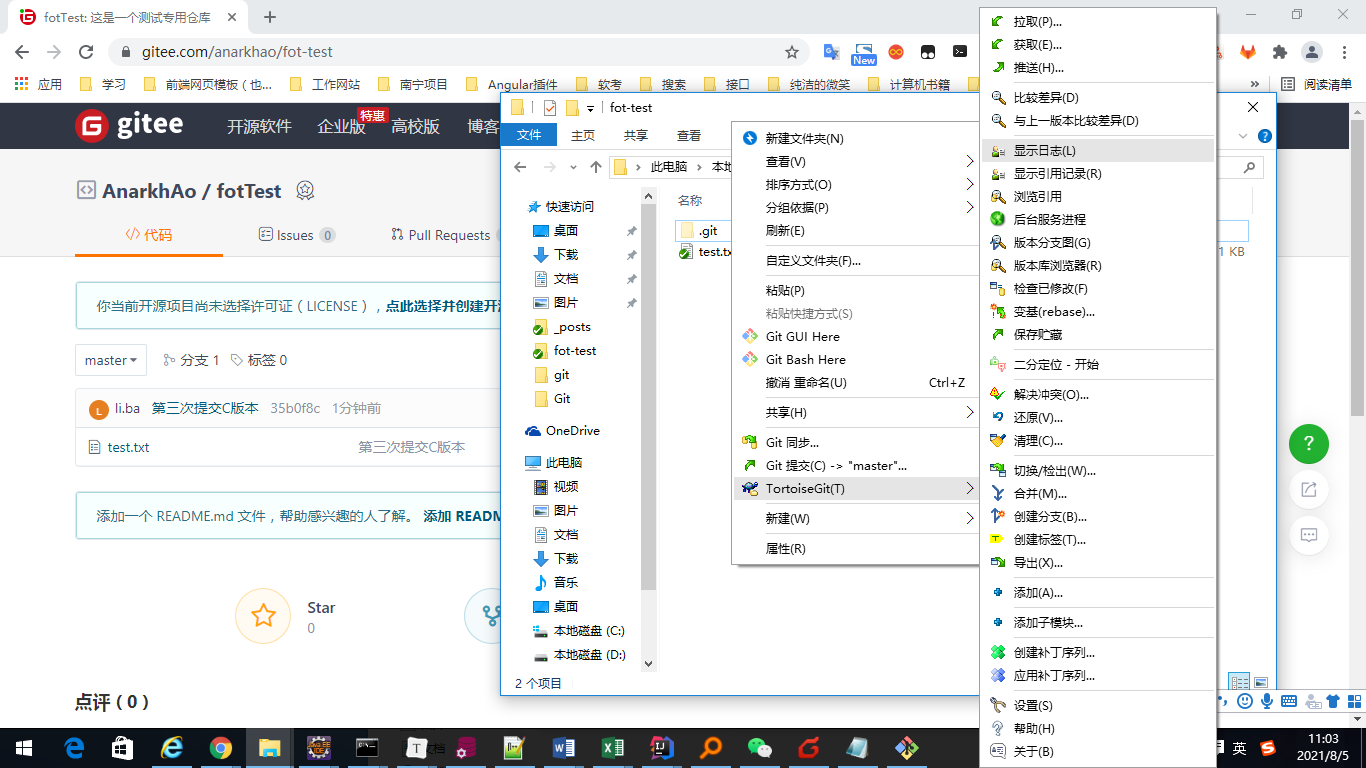 fotTest: 这是一个测试专用仓库
gitee.com/anarkhao/fot-test
New
应用 学习 前端网页模板（也... 工作网站 南宁项目 Angular插件 软考 搜索 接口 纯洁的微笑 计算机书籍 » 阅读清单
gitee 开源软件 企业版 特惠 高校版 博客
AnarkhAo / fotTest
代码 Issues 0 Pull Requests
你当前开源项目尚未选择许可证（LICENSE），点此选择并创建开
master 分支 1 标签 0
li.ba 第三次提交C版本 35b0f8c 1分钟前
test.txt 第三次提交C版本
添加一个 README.md 文件，帮助感兴趣的人了解。 添加 READM
Star
0
点评 ( 0 )
fot-test
文件 主页 共享 查看
此电脑 本地
快速访问
桌面
下载
文档
图片
_posts
fot-test
git
Git
OneDrive
此电脑
视频
图片
文档
下载
音乐
桌面
本地磁盘 (C:)
本地磁盘 (D:)
名称
.git
test.tx
1 KB
2 个项目
新建文件夹(N)
查看(V)
排序方式(O)
分组依据(P)
刷新(E)
自定义文件夹(F)...
粘贴(P)
粘贴快捷方式(S)
Git GUI Here
Git Bash Here
撤消 重命名(U) Ctrl+Z
共享(H)
Git 同步...
Git 提交(C) -> "master"...
TortoiseGit(T)
新建(W)
属性(R)
拉取(P)...
获取(E)...
推送(H)...
比较差异(D)
与上一版本比较差异(D)
显示日志(L)
显示引用记录(R)
浏览引用
后台服务进程
版本分支图(G)
版本库浏览器(R)
检查已修改(F)
变基(rebase)...
保存贮藏
二分定位 - 开始
解决冲突(O)...
还原(V)...
清理(C)...
切换/检出(W)...
合并(M)...
创建分支(B)...
创建标签(T)...
导出(X)...
添加(A)...
添加子模块...
创建补丁序列...
应用补丁序列...
设置(S)
帮助(H)
关于(B)
英
11:03
2021/8/5